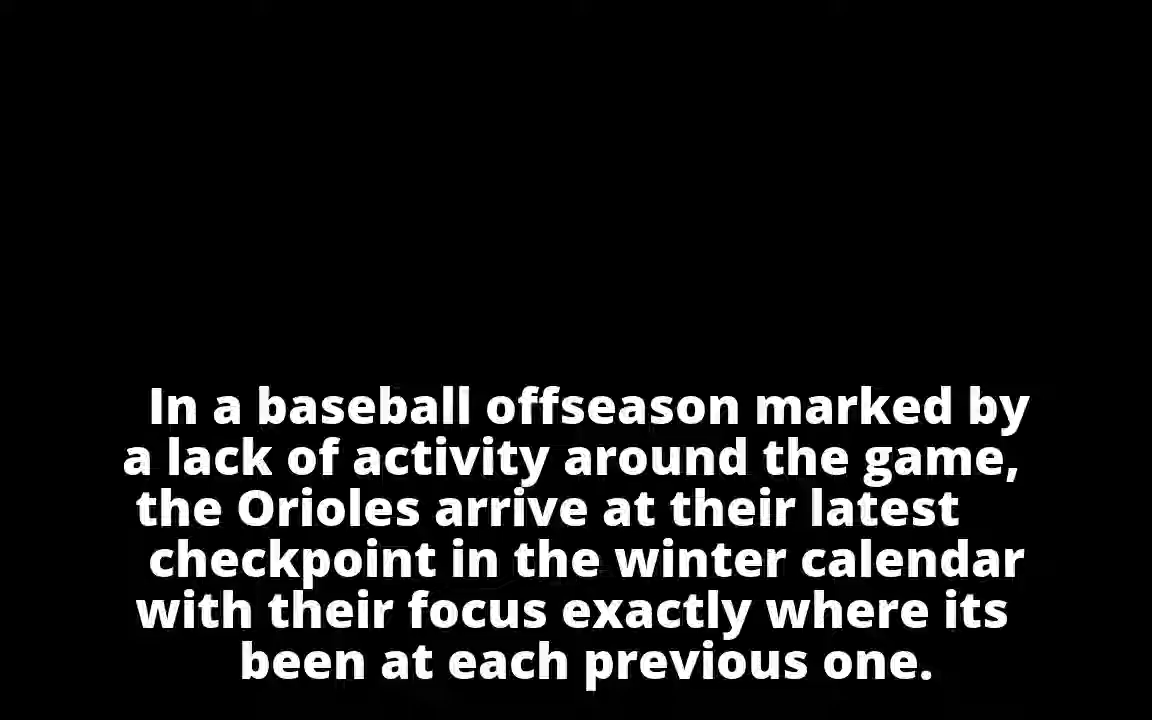 In a baseball offseason marked by
a lack of activity around the game,
the Orioles arrive at their latest
checkpoint in the winter calendar
with their focus exactly where its
been at each previous one.